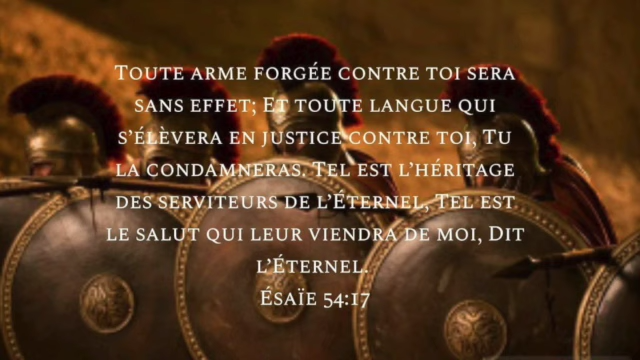 Toute arme forgée contre toi sera
sans effet; Et toute langue qui
s'élèvera en justice contre toi, Tu
la condamneras. Tel est l'héritage
des serviteurs de l'Éternel, Tel est
le salut qui leur viendra de moi, Dit
l'Éternel.
Ésaïe 54:17